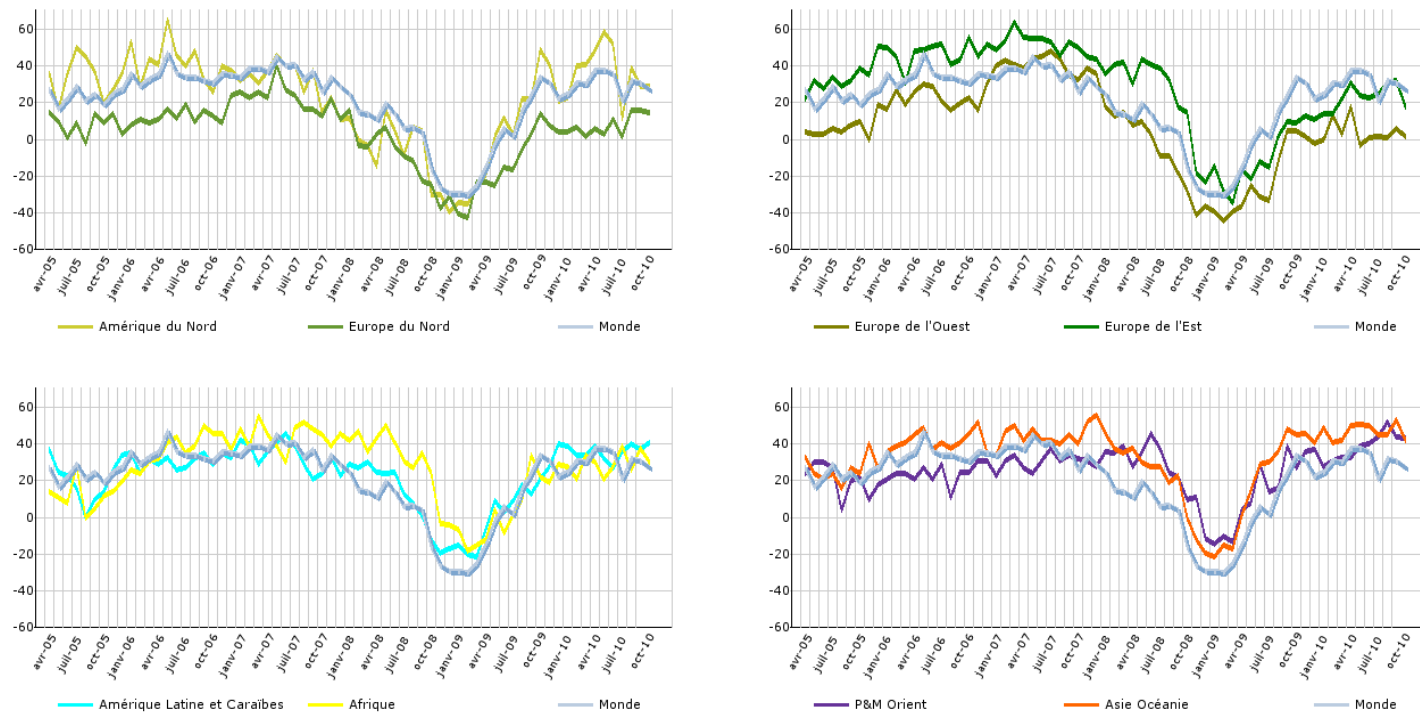 60
40
20
0
-20
-40
-60
avr-05
juil-05
oct-05
janv-06
avr-06
juil-06
oct-06
janv-07
avr-07
juil-07
oct-07
janv-08
avr-08
juil-08
oct-08
janv-09
avr-09
juil-09
oct-09
janv-10
avr-10
juil-10
oct-10
Amérique du Nord Europe du Nord Monde
60
40
20
0
-20
-40
-60
avr-05
juil-05
oct-05
janv-06
avr-06
juil-06
oct-06
janv-07
avr-07
juil-07
oct-07
janv-08
avr-08
juil-08
oct-08
janv-09
avr-09
juil-09
oct-09
janv-10
avr-10
juil-10
oct-10
Europe de l'Ouest Europe de l'Est Monde
60
40
20
0
-20
-40
-60
avr-05
juil-05
oct-05
janv-06
avr-06
juil-06
oct-06
janv-07
avr-07
juil-07
oct-07
janv-08
avr-08
juil-08
oct-08
janv-09
avr-09
juil-09
oct-09
janv-10
avr-10
juil-10
oct-10
Amérique Latine et Caraïbes Afrique Monde
60
40
20
0
-20
-40
-60
avr-05
juil-05
oct-05
janv-06
avr-06
juil-06
oct-06
janv-07
avr-07
juil-07
oct-07
janv-08
avr-08
juil-08
oct-08
janv-09
avr-09
juil-09
oct-09
janv-10
avr-10
juil-10
oct-10
P&M Orient Asie Océanie Monde